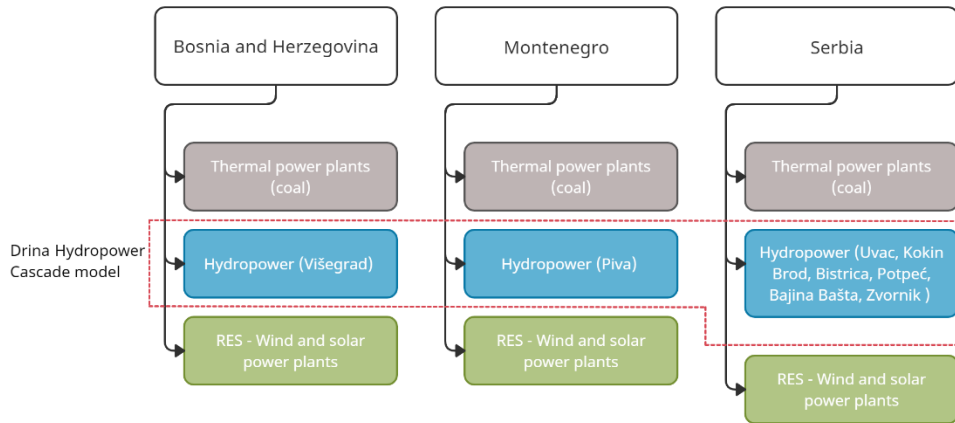 Bosnia and Herzegovina
Montenegro
Serbia
Thermal power plants
(coal)
Thermal power plants
(coal)
Thermal power plants
(coal)
Drina Hydropower
Cascade model
Hydropower (Višegrad)
Hydropower (Piva)
Hydropower (Uvac, Kokin
Brod, Bistrica, Potpeć,
Bajina Bašta, Zvornik )
RES - Wind and solar
power plants
RES - Wind and solar
power plants
RES - Wind and solar
power plants